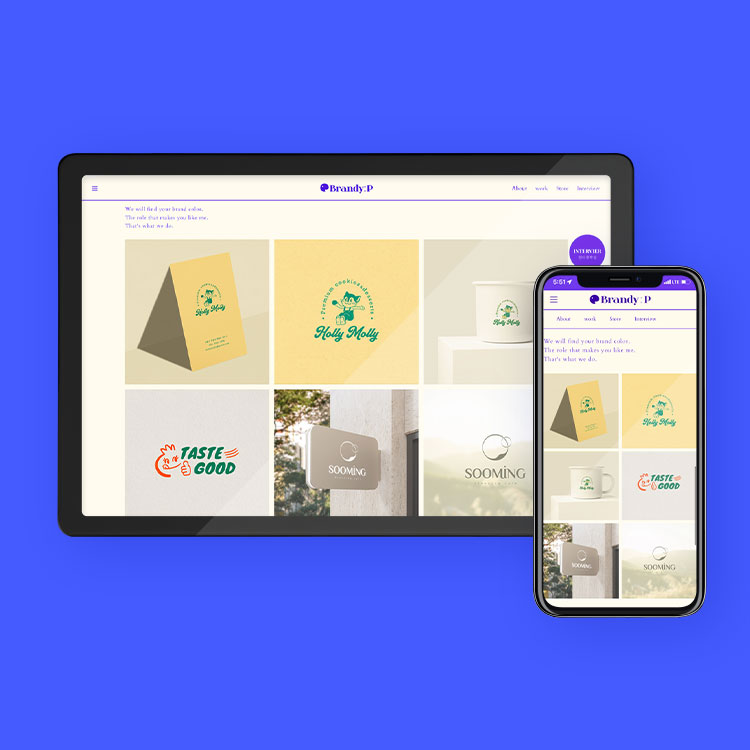 Brandy:P
About work Store Interview
We will find your brand color.
The role that makes you like me.
That's what we do.
INTERVIEW
Holly Molly
Premium cookies&desserts
Holly Molly
Holly Molly
TASTE
GOOD
SOOMING
SOOMING
5:51 LTE
Brandy:P
About work Store Interview
We will find your brand color.
The role that makes you like me.
That's what we do.
Holly Molly
Holly Molly
TASTE
GOOD
SOOMING
SOOMING